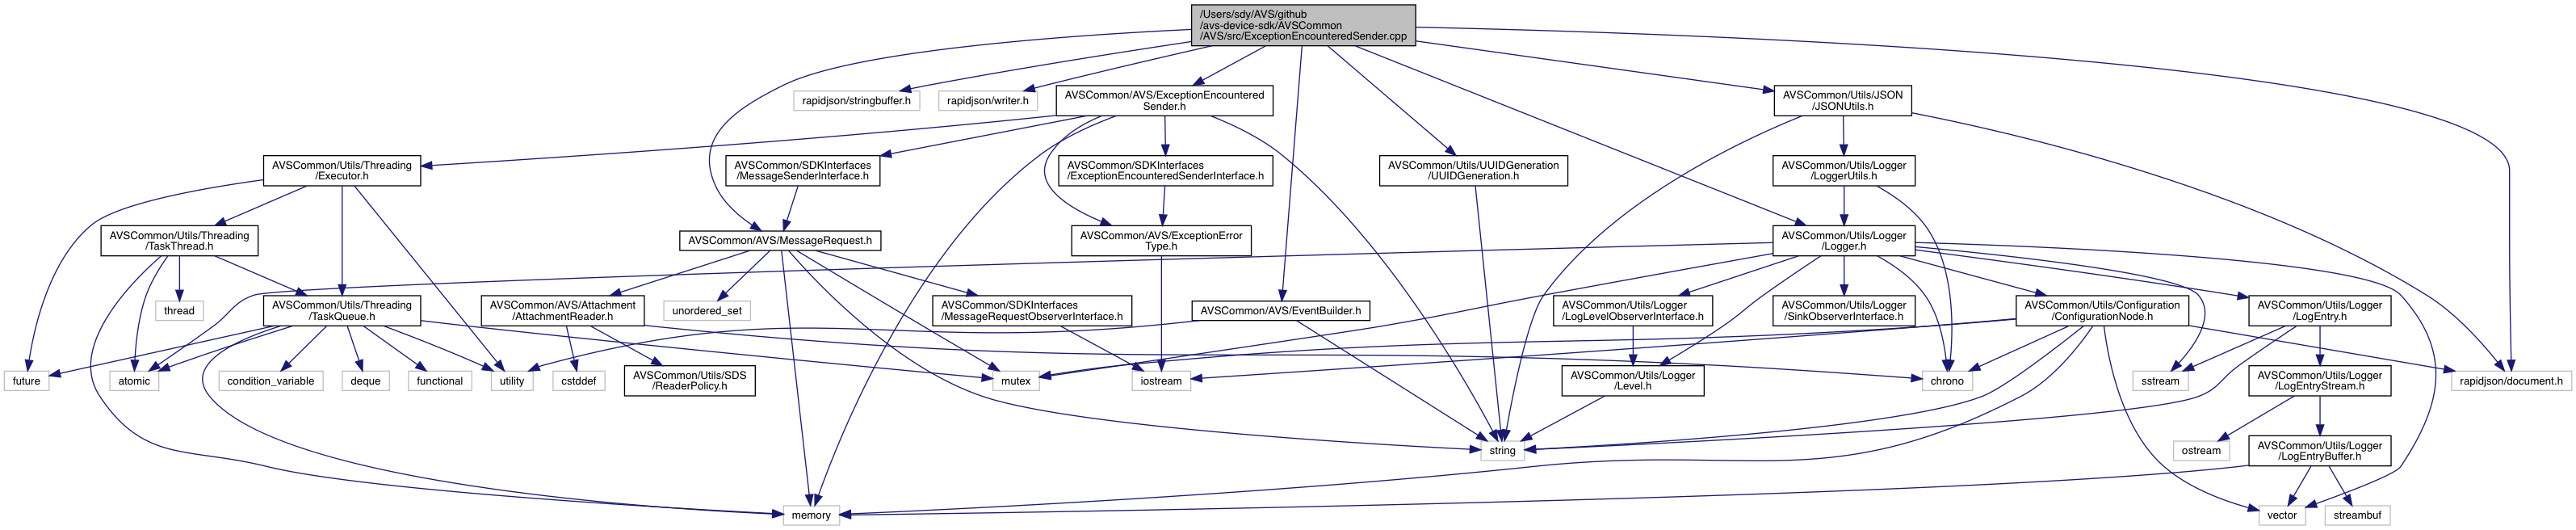 /Users/sdy/AVS/github
/avs-device-sdk/AVSCommon
/AVS/src/ExceptionEncounteredSender.cpp
rapidjson/stringbuffer.h
rapidjson/writer.h
AVSCommon/AVS/ExceptionEncountered
Sender.h
AVSCommon/Utils/JSON
/JSONUtils.h
AVSCommon/Utils/Threading
/Executor.h
AVSCommon/SDKInterfaces
/MessageSenderInterface.h
AVSCommon/SDKInterfaces
/ExceptionEncounteredSenderInterface.h
AVSCommon/Utils/UUIDGeneration
/UUIDGeneration.h
AVSCommon/Utils/Logger
/LoggerUtils.h
AVSCommon/Utils/Threading
/TaskThread.h
AVSCommon/AVS/MessageRequest.h
AVSCommon/AVS/ExceptionError
Type.h
AVSCommon/Utils/Logger
/Logger.h
thread
AVSCommon/Utils/Threading
/TaskQueue.h
AVSCommon/AVS/Attachment
/AttachmentReader.h
unordered_set
AVSCommon/SDKInterfaces
/MessageRequestObserverInterface.h
AVSCommon/AVS/EventBuilder.h
AVSCommon/Utils/Logger
/LogLevelObserverInterface.h
AVSCommon/Utils/Logger
/SinkObserverInterface.h
AVSCommon/Utils/Configuration
/ConfigurationNode.h
AVSCommon/Utils/Logger
/LogEntry.h
future
atomic
condition_variable
deque
functional
utility
cstddef
AVSCommon/Utils/SDS
/ReaderPolicy.h
mutex
iostream
AVSCommon/Utils/Logger
/Level.h
chrono
sstream
AVSCommon/Utils/Logger
/LogEntryStream.h
rapidjson/document.h
string
ostream
AVSCommon/Utils/Logger
/LogEntryBuffer.h
memory
vector
streambuf